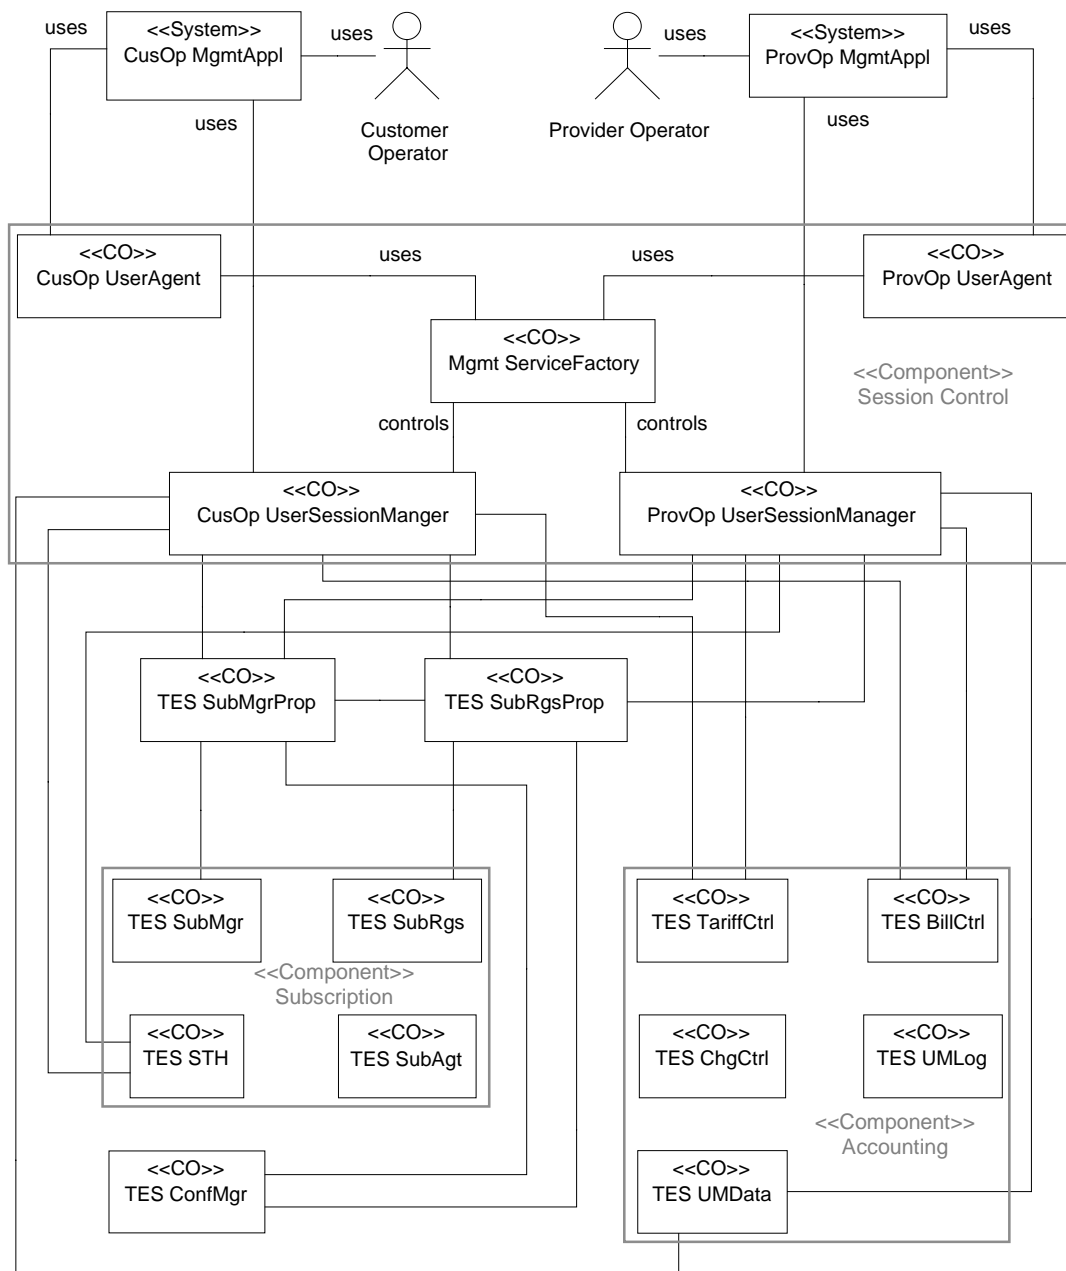 uses
<<System>>
CusOp MgmtAppl
uses
uses
<<System>>
ProvOp MgmtAppl
uses
uses
Customer
Operator
Provider Operator
uses
<<CO>>
CusOp UserAgent
uses
uses
<<CO>>
ProvOp UserAgent
<<CO>>
Mgmt ServiceFactory
<<Component>>
Session Control
controls
controls
<<CO>>
CusOp UserSessionManger
<<CO>>
ProvOp UserSessionManager
<<CO>>
TES SubMgrProp
<<CO>>
TES SubRgsProp
<<CO>>
TES SubMgr
<<CO>>
TES SubRgs
<<CO>>
TES TariffCtrl
<<CO>>
TES BillCtrl
<<Component>>
Subscription
<<CO>>
TES STH
<<CO>>
TES SubAgt
<<CO>>
TES ChgCtrl
<<CO>>
TES UMLog
<<Component>>
Accounting
<<CO>>
TES ConfMgr
<<CO>>
TES UMData